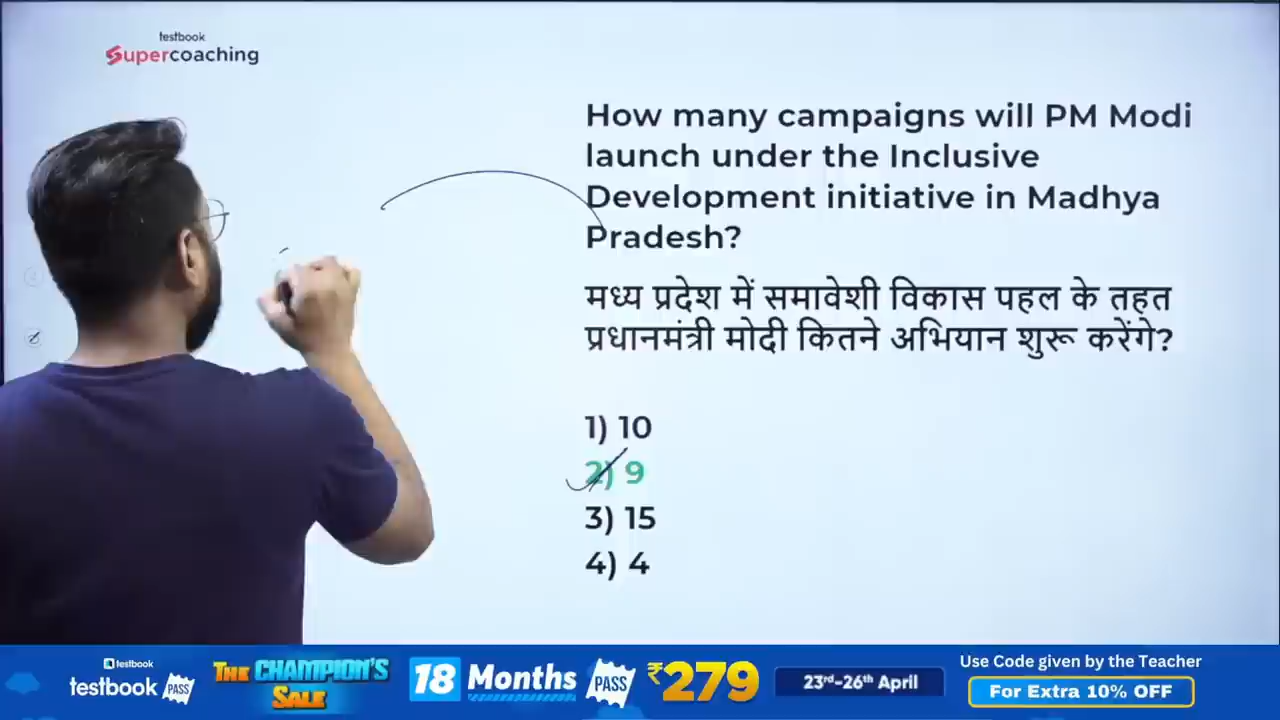 testbook
Supercoaching
How many campaigns will PM Modi
launch under the Inclusive
Development initiative in Madhya
Pradesh?
मध्य प्रदेश में समावेशी विकास पहल के तहत
प्रधानमंत्री मोदी कितने अभियान शुरू करेंगे?
1) 10
2) 9
3) 15
4) 4
testbook
testbook PASS
THE CHAMPION'S
SALE
18 Months PASS ₹279
23rd-26th April
Use Code given by the Teacher
For Extra 10% OFF